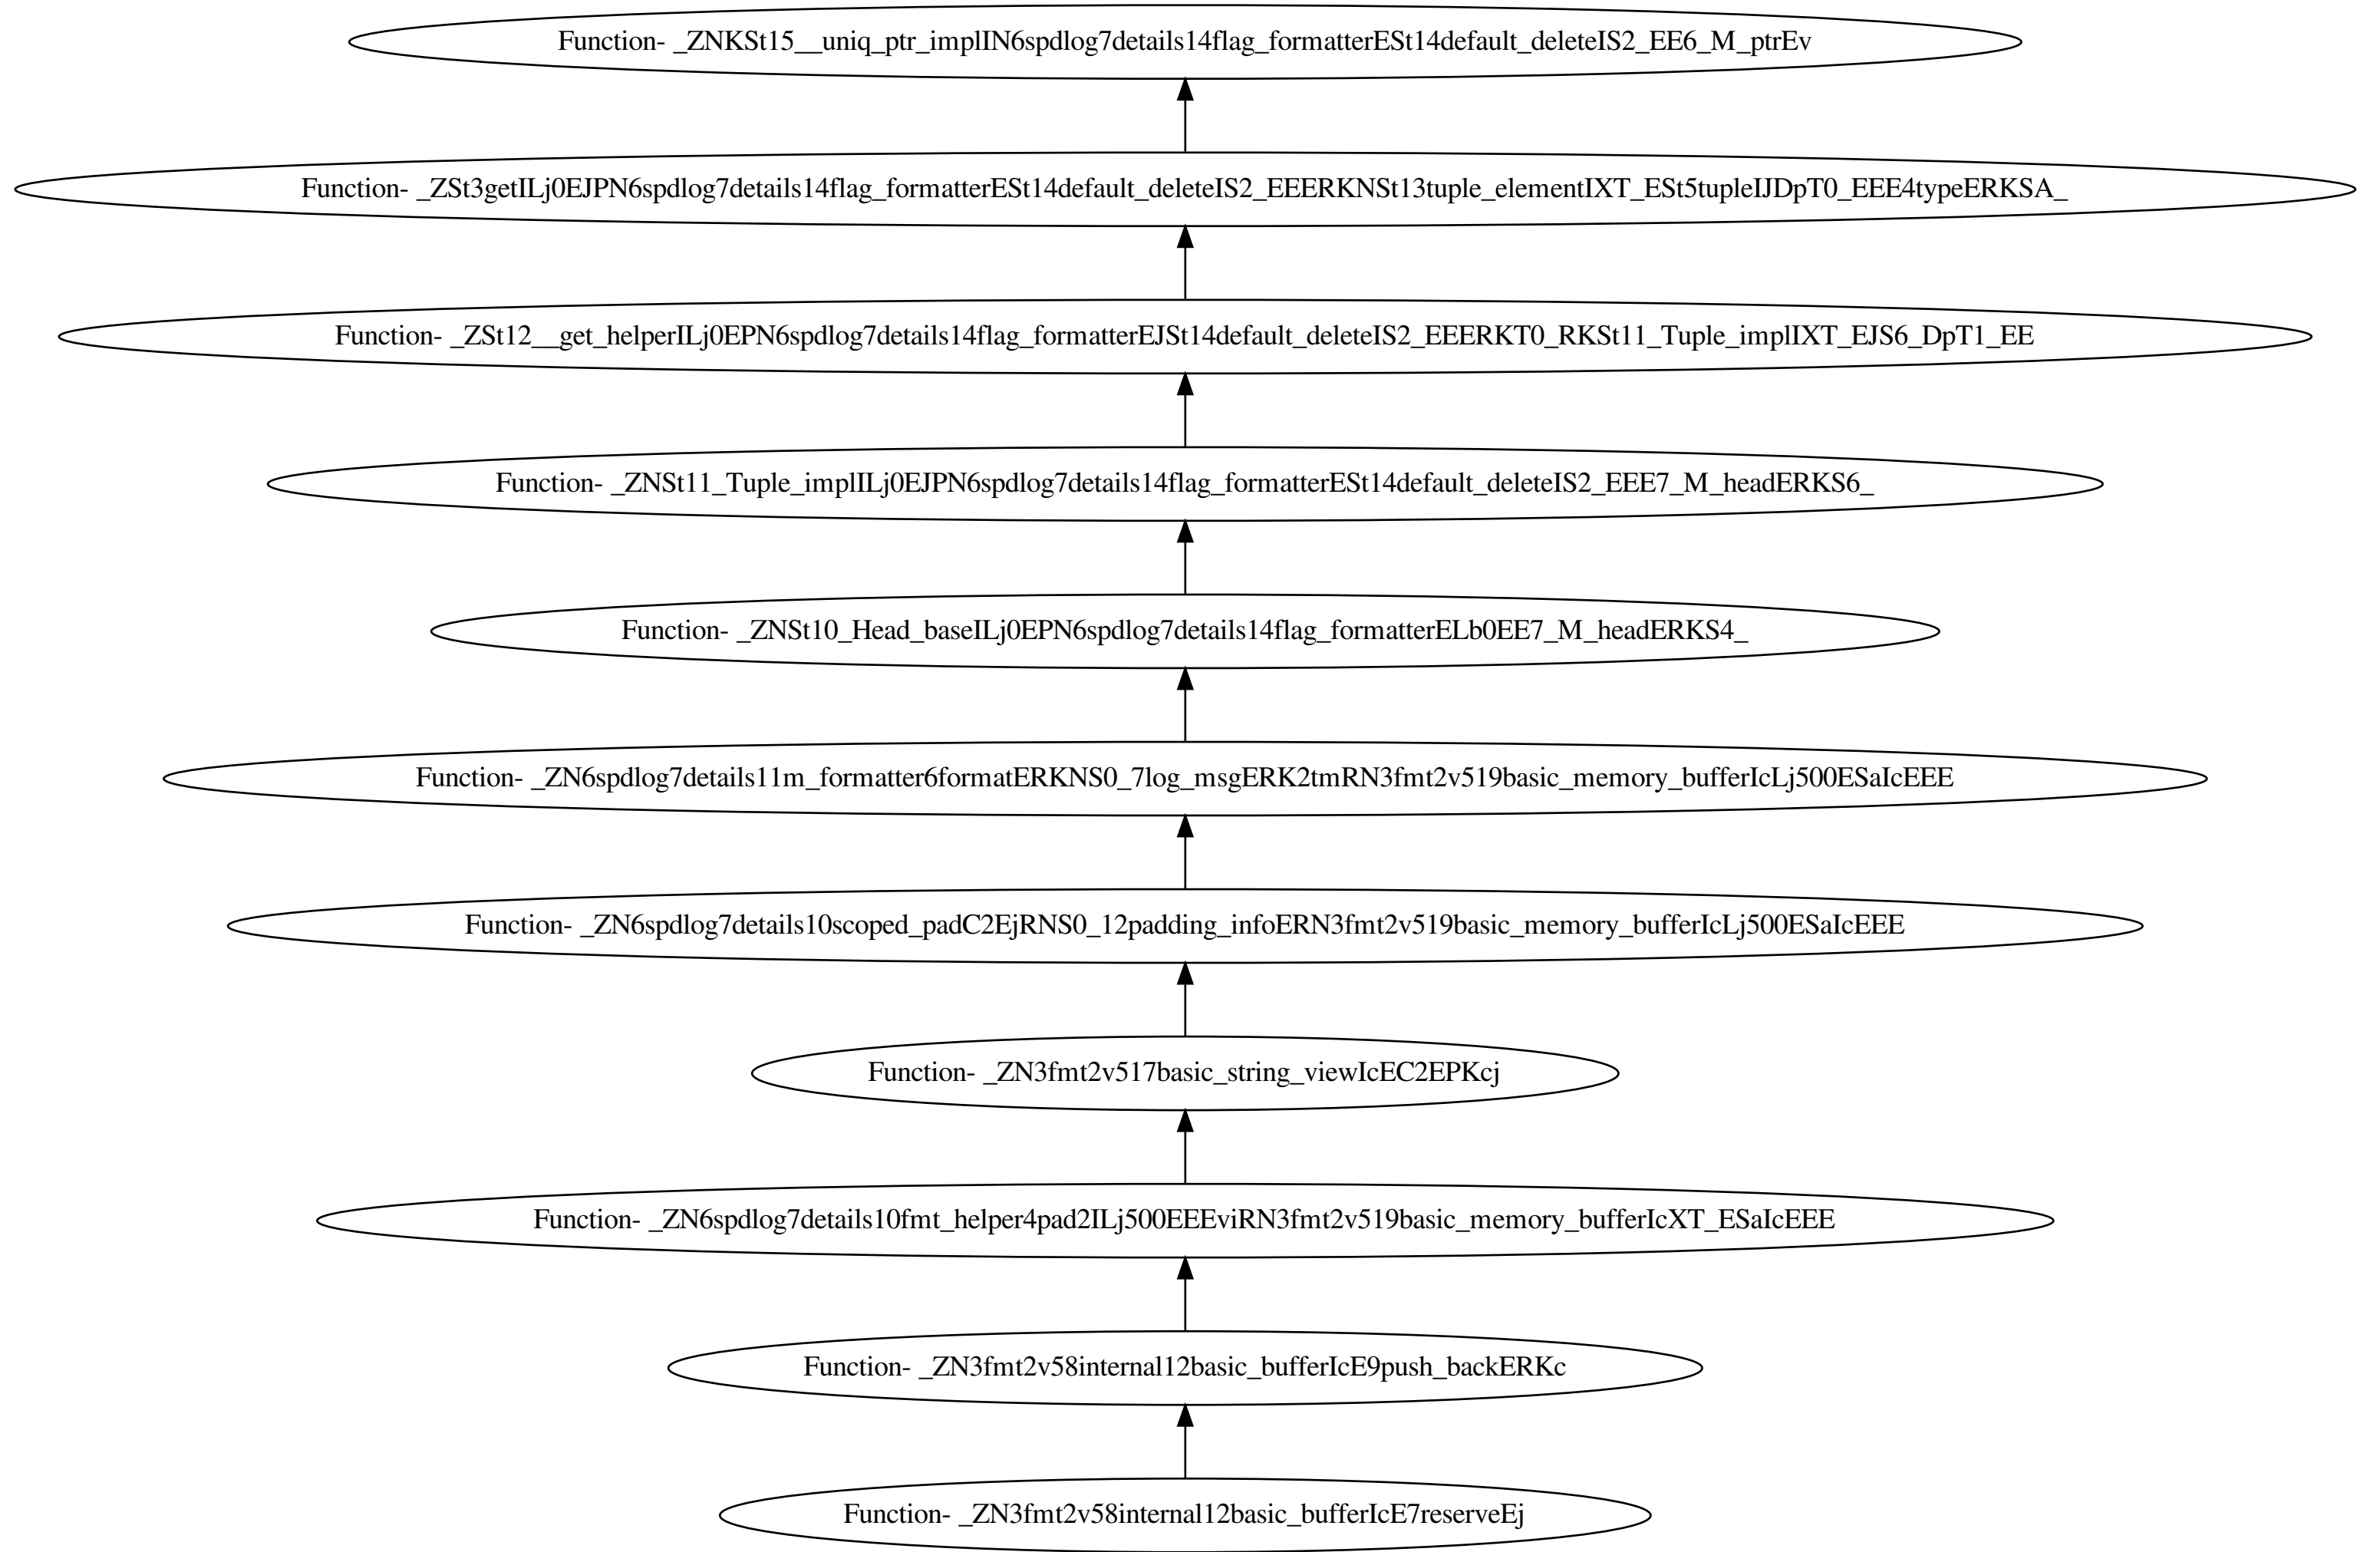 Function- _ZNKSt15__uniq_ptr_implIN6spdlog7details14flag_formatterESt14default_deleteIS2_EE6_M_ptrEv
Function- _ZSt3getILj0EJPN6spdlog7details14flag_formatterESt14default_deleteIS2_EEERKNSt13tuple_elementIXT_ESt5tupleIJDpT0_EEE4typeERKSA_
Function- _ZSt12__get_helperILj0EPN6spdlog7details14flag_formatterEJSt14default_deleteIS2_EEERKT0_RKSt11_Tuple_implIXT_EJS6_DpT1_EE
Function- _ZNSt11_Tuple_implILj0EJPN6spdlog7details14flag_formatterESt14default_deleteIS2_EEE7_M_headERKS6_
Function- _ZNSt10_Head_baseILj0EPN6spdlog7details14flag_formatterELb0EE7_M_headERKS4_
Function- _ZN6spdlog7details11m_formatter6formatERKNS0_7log_msgERK2tmRN3fmt2v519basic_memory_bufferIcLj500ESaIcEEE
Function- _ZN6spdlog7details10scoped_padC2EjRNS0_12padding_infoERN3fmt2v519basic_memory_bufferIcLj500ESaIcEEE
Function- _ZN3fmt2v517basic_string_viewIcEC2EPKcj
Function- _ZN6spdlog7details10fmt_helper4pad2ILj500EEEviRN3fmt2v519basic_memory_bufferIcXT_ESaIcEEE
Function- _ZN3fmt2v58internal12basic_bufferIcE9push_backERKc
Function- _ZN3fmt2v58internal12basic_bufferIcE7reserveEj